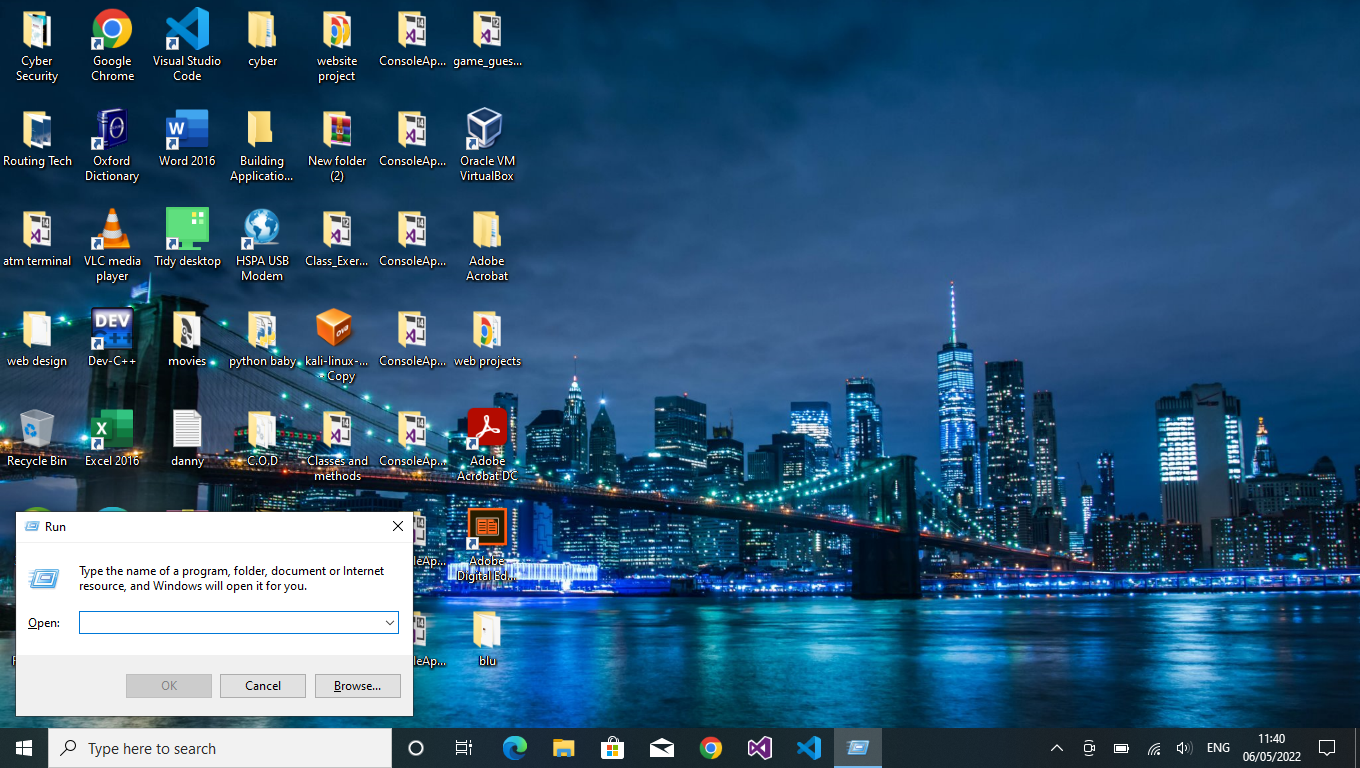 Cyber
Security
Google
Chrome
Visual Studio
Code
cyber
website
project
ConsoleAp...
game_gues...
Routing Tech
Oxford
Dictionary
Word 2016
Building
Applicatio...
New folder
(2)
ConsoleAp...
Oracle VM
VirtualBox
atm terminal
VLC media
player
Tidy desktop
HSPA USB
Modem
Class_Exer...
ConsoleAp...
Adobe
Acrobat
web design
DEV
Dev-C++
movies
python baby
kali-linux-...
- Copy
ConsoleAp...
web projects
Recycle Bin
Excel 2016
danny
C.O.D
Classes and
methods
ConsoleAp...
Adobe
Acrobat DC
Adobe
Digital Ed...
blu
Run
Type the name of a program, folder, document or Internet
resource, and Windows will open it for you.
Open:
OK
Cancel
Browse...
Type here to search
ENG
11:40
06/05/2022